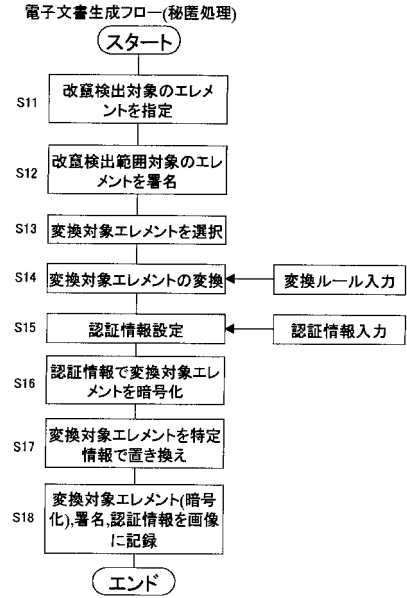 電子文書生成フロー(秘匿処理)
スタート
S11
改竄検出対象のエレメ
ントを指定
S12
改竄検出範囲対象のエレ
メントを署名
S13
変換対象エレメントを選択
S14
変換対象エレメントの変換
変換ルール入力
S15
認証情報設定
認証情報入力
S16
認証情報で変換対象エレ
メントを暗号化
S17
変換対象エレメントを特定
情報で置き換え
S18
変換対象エレメント(暗号
化),署名,認証情報を画像
に記録
エンド